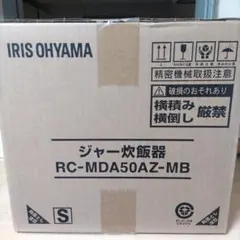 IRIS OHYAMA
精密機械取扱注意
破損のおそれあり
横積み
横倒し
厳禁
ジャー炊飯器
RC-MDA50AZ-MB
S